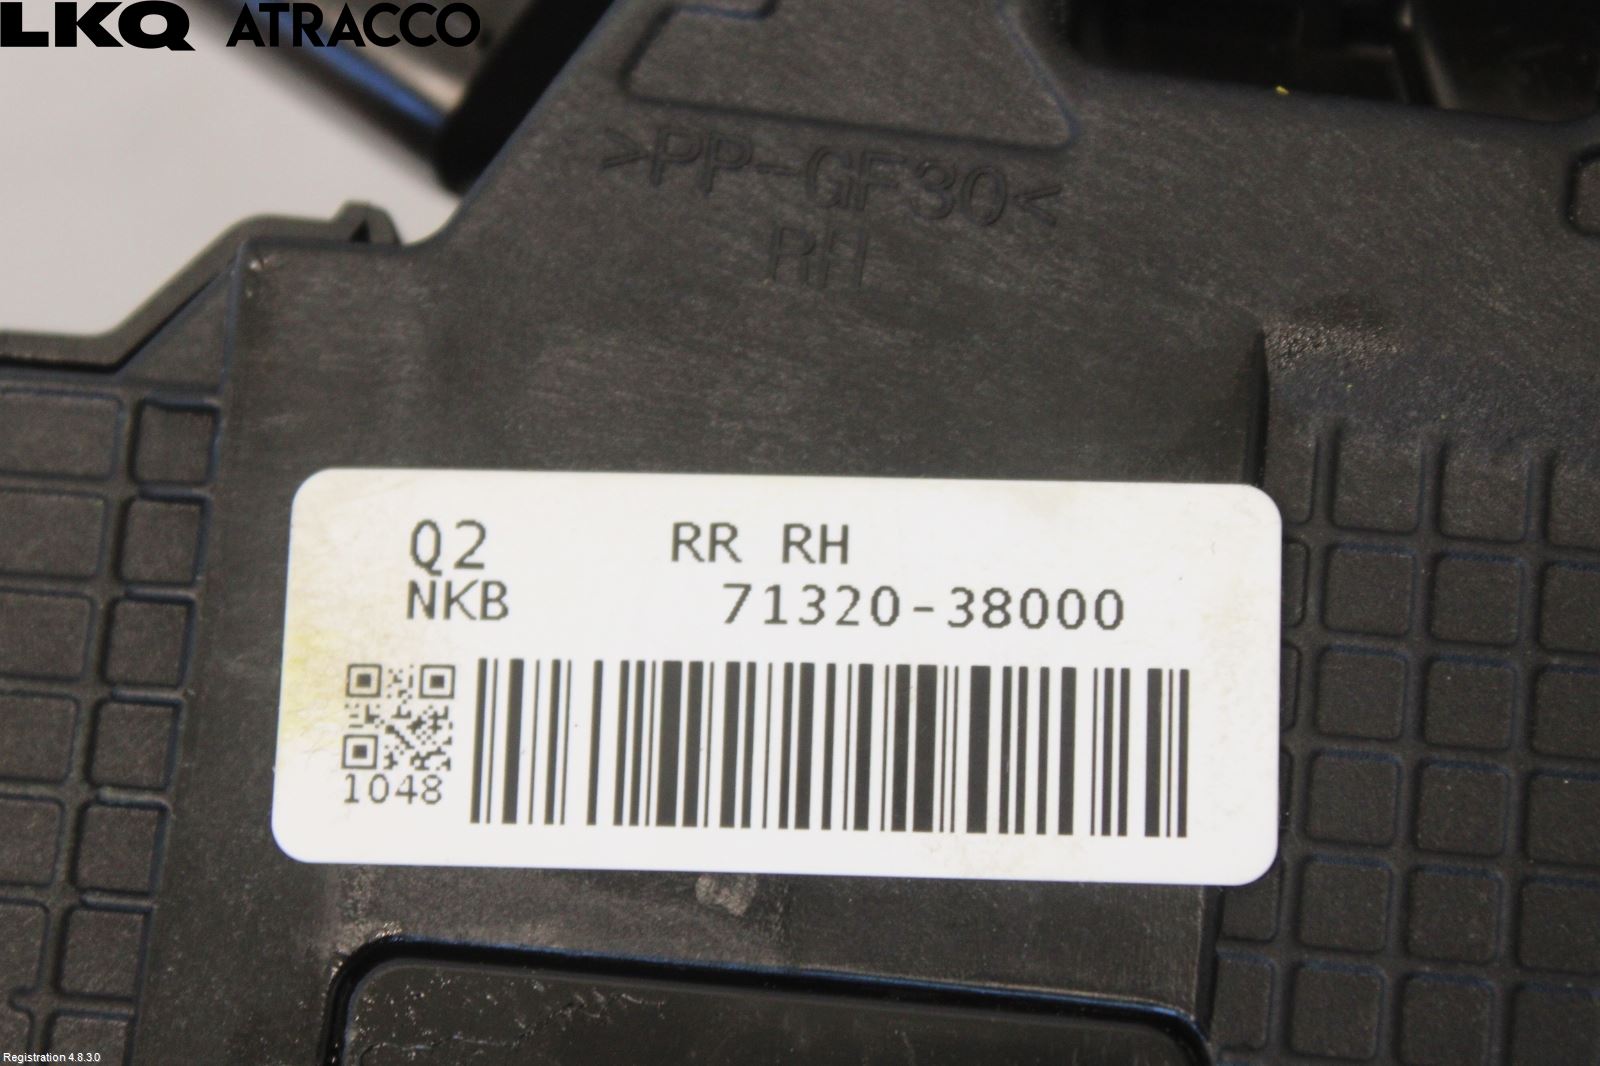 LKQ ATRACCO
>PP-GF30<
RH
Q2 RR RH
NKB 71320-38000
1048
Registration 4.8.3.0